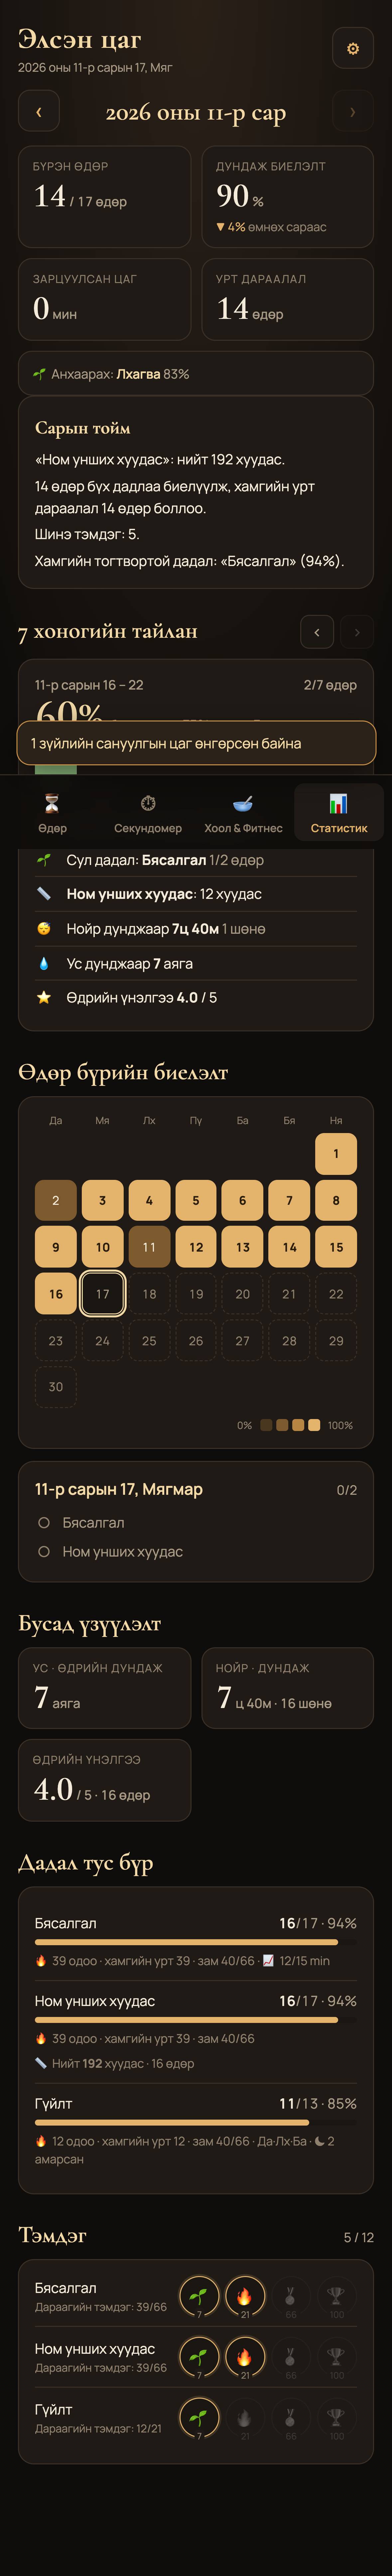 Элсэн цаг
2026 оны 11-р сарын 17, Мяг
2026 оны 11-р сар
БҮРЭН ӨДӨР
14 / 17 өдөр
ДУНДАЖ БИЕЛЭЛТ
90 %
▼ 4% өмнөх сараас
ЗАРЦУУЛСАН ЦАГ
0 мин
УРТ ДАРААЛАЛ
14 өдөр
Анхаарах: Лхагва 83%
Сарын тойм
«Ном унших хуудас»: нийт 192 хуудас.
14 өдөр бүх дадлаа биелүүлж, хамгийн урт
дараалал 14 өдөр боллоо.
Шинэ тэмдэг: 5.
Хамгийн тогтвортой дадал: «Бясалгал» (94%).
7 хоногийн тайлан
11-р сарын 16 – 22
2/7 өдөр
60%
1 зүйлийн сануулгын цаг өнгөрсөн байна
Өдөр
Секундомер
Хоол & Фитнес
Статистик
Сул дадал: Бясалгал 1/2 өдөр
Ном унших хуудас: 12 хуудас
Нойр дунджаар 7ц 40м 1 шөнө
Ус дунджаар 7 аяга
Өдрийн үнэлгээ 4.0 / 5
Өдөр бүрийн биелэлт
Да Мя Лх Пү Ба Бя Ня
1
2 3 4 5 6 7 8
9 10 11 12 13 14 15
16 17 18 19 20 21 22
23 24 25 26 27 28 29
30
0% 100%
11-р сарын 17, Мягмар
0/2
Бясалгал
Ном унших хуудас
Бусад үзүүлэлт
УС · ӨДРИЙН ДУНДАЖ
7 аяга
НОЙР · ДУНДАЖ
7 ц 40м · 16 шөнө
ӨДРИЙН ҮНЭЛГЭЭ
4.0 / 5 · 16 өдөр
Дадал тус бүр
Бясалгал
16/17 · 94%
39 одоо · хамгийн урт 39 · зам 40/66 · 12/15 min
Ном унших хуудас
16/17 · 94%
39 одоо · хамгийн урт 39 · зам 40/66
Нийт 192 хуудас · 16 өдөр
Гүйлт
11/13 · 85%
12 одоо · хамгийн урт 12 · зам 40/66 · Да·Лх·Ба · 2
амарсан
Тэмдэг
5 / 12
Бясалгал
Дараагийн тэмдэг: 39/66
7 21 66 100
Ном унших хуудас
Дараагийн тэмдэг: 39/66
7 21 66 100
Гүйлт
Дараагийн тэмдэг: 12/21
7 21 66 100